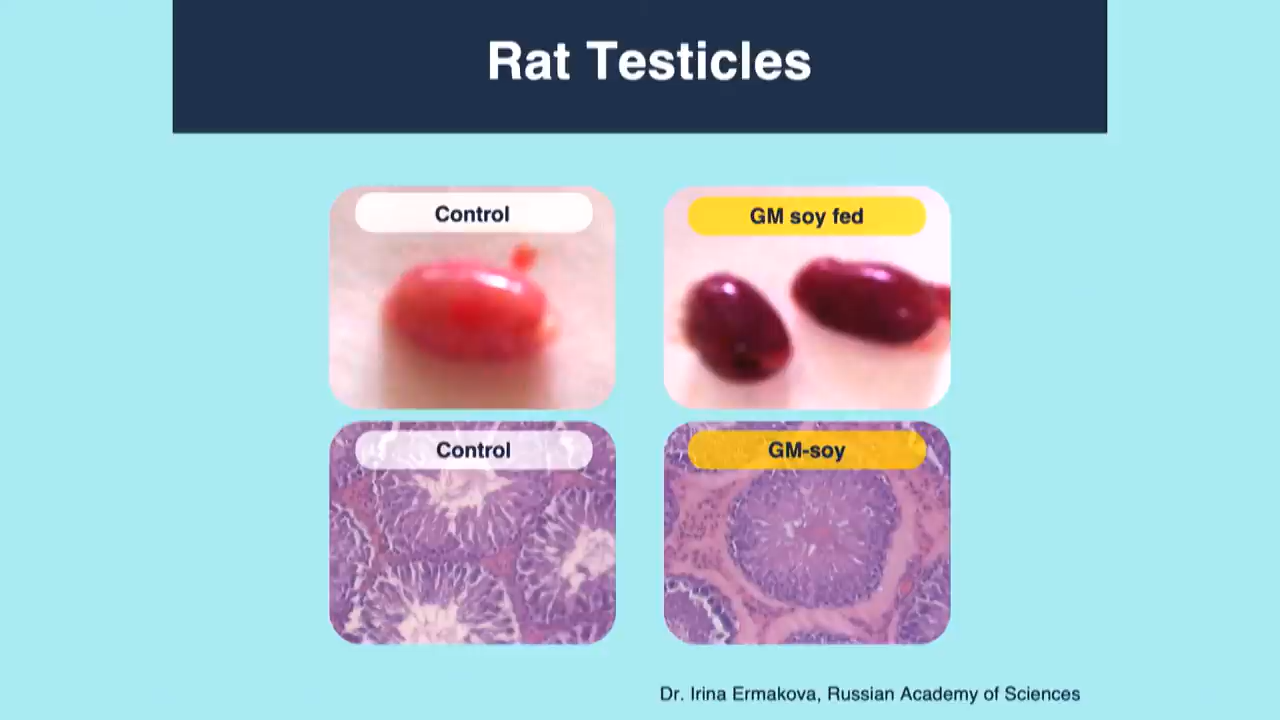 Rat Testicles
Control
GM soy fed
Control
GM-soy
Dr. Irina Ermakova, Russian Academy of Sciences